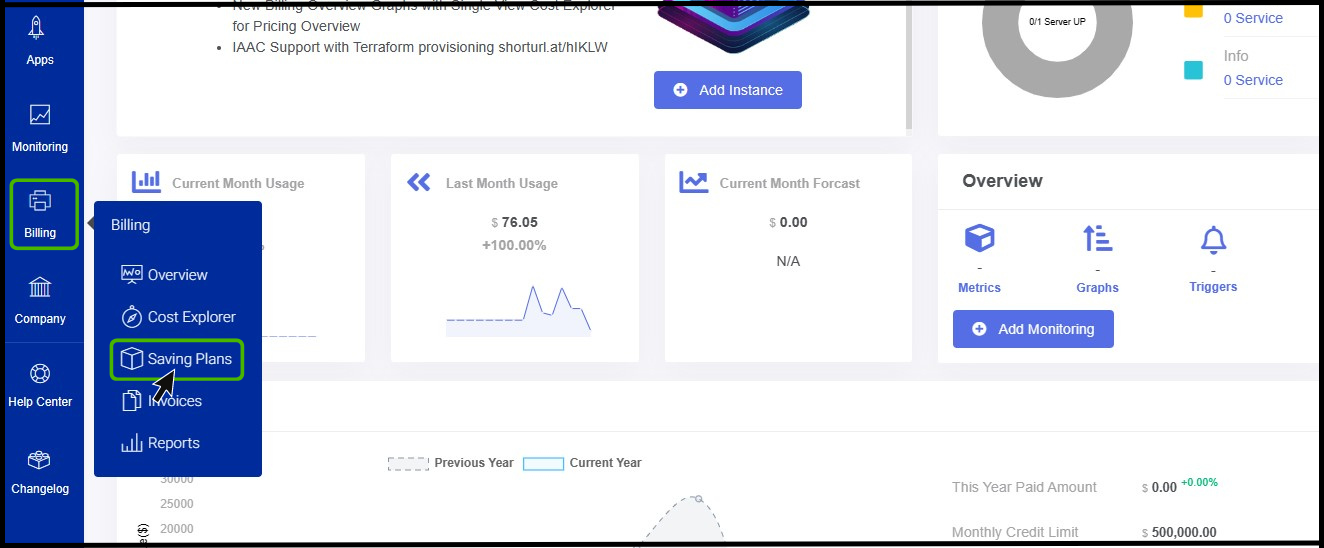 Apps
Monitoring
Billing
Company
Help Center
Changelog
New Billing Overview Graphs with Single View Cost Explorer
for Pricing Overview
IAAC Support with Terraform provisioning shorturl.at/hIKLW
Add Instance
0/1 Server UP
0 Service
Info
0 Service
Billing
Overview
Cost Explorer
Saving Plans
Invoices
Reports
Current Month Usage
Last Month Usage
$ 76.05
+100.00%
Current Month Forcast
$ 0.00
N/A
Overview
-
Metrics
-
Graphs
-
Triggers
Add Monitoring
Previous Year
Current Year
30000
25000
20000
e($)
This Year Paid Amount
$ 0.00 +0.00%
Monthly Credit Limit
$ 500,000.00